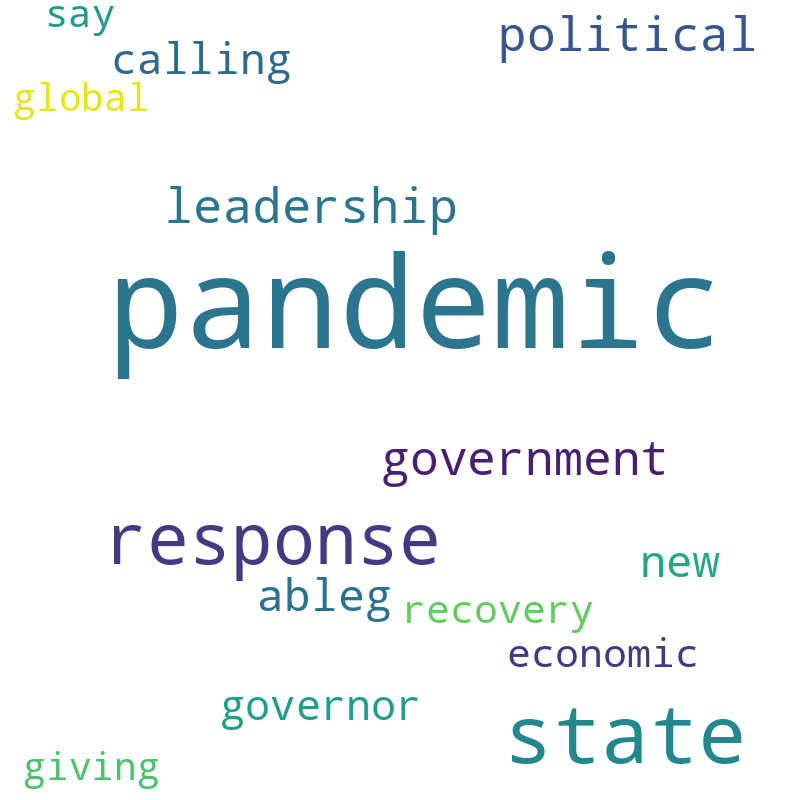 say
political
calling
global
leadership
pandemic
government
response
new
ableg
recovery
economic
governor
state
giving